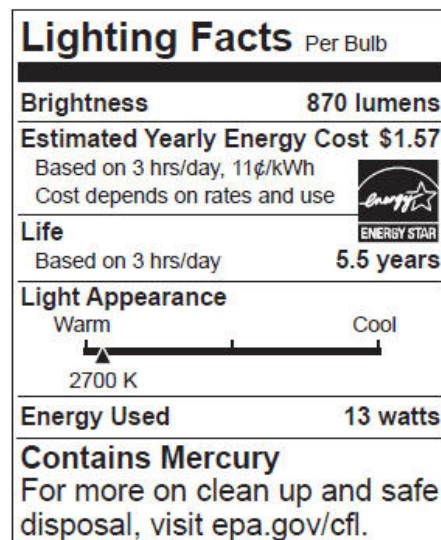 Lighting Facts Per Bulb
Brightness 870 lumens
Estimated Yearly Energy Cost $1.57
Based on 3 hrs/day, 11¢/kWh
Cost depends on rates and use
energy
ENERGY STAR
Life
Based on 3 hrs/day 5.5 years
Light Appearance
Warm Cool
2700 K
Energy Used 13 watts
Contains Mercury
For more on clean up and safe
disposal, visit epa.gov/cfl.